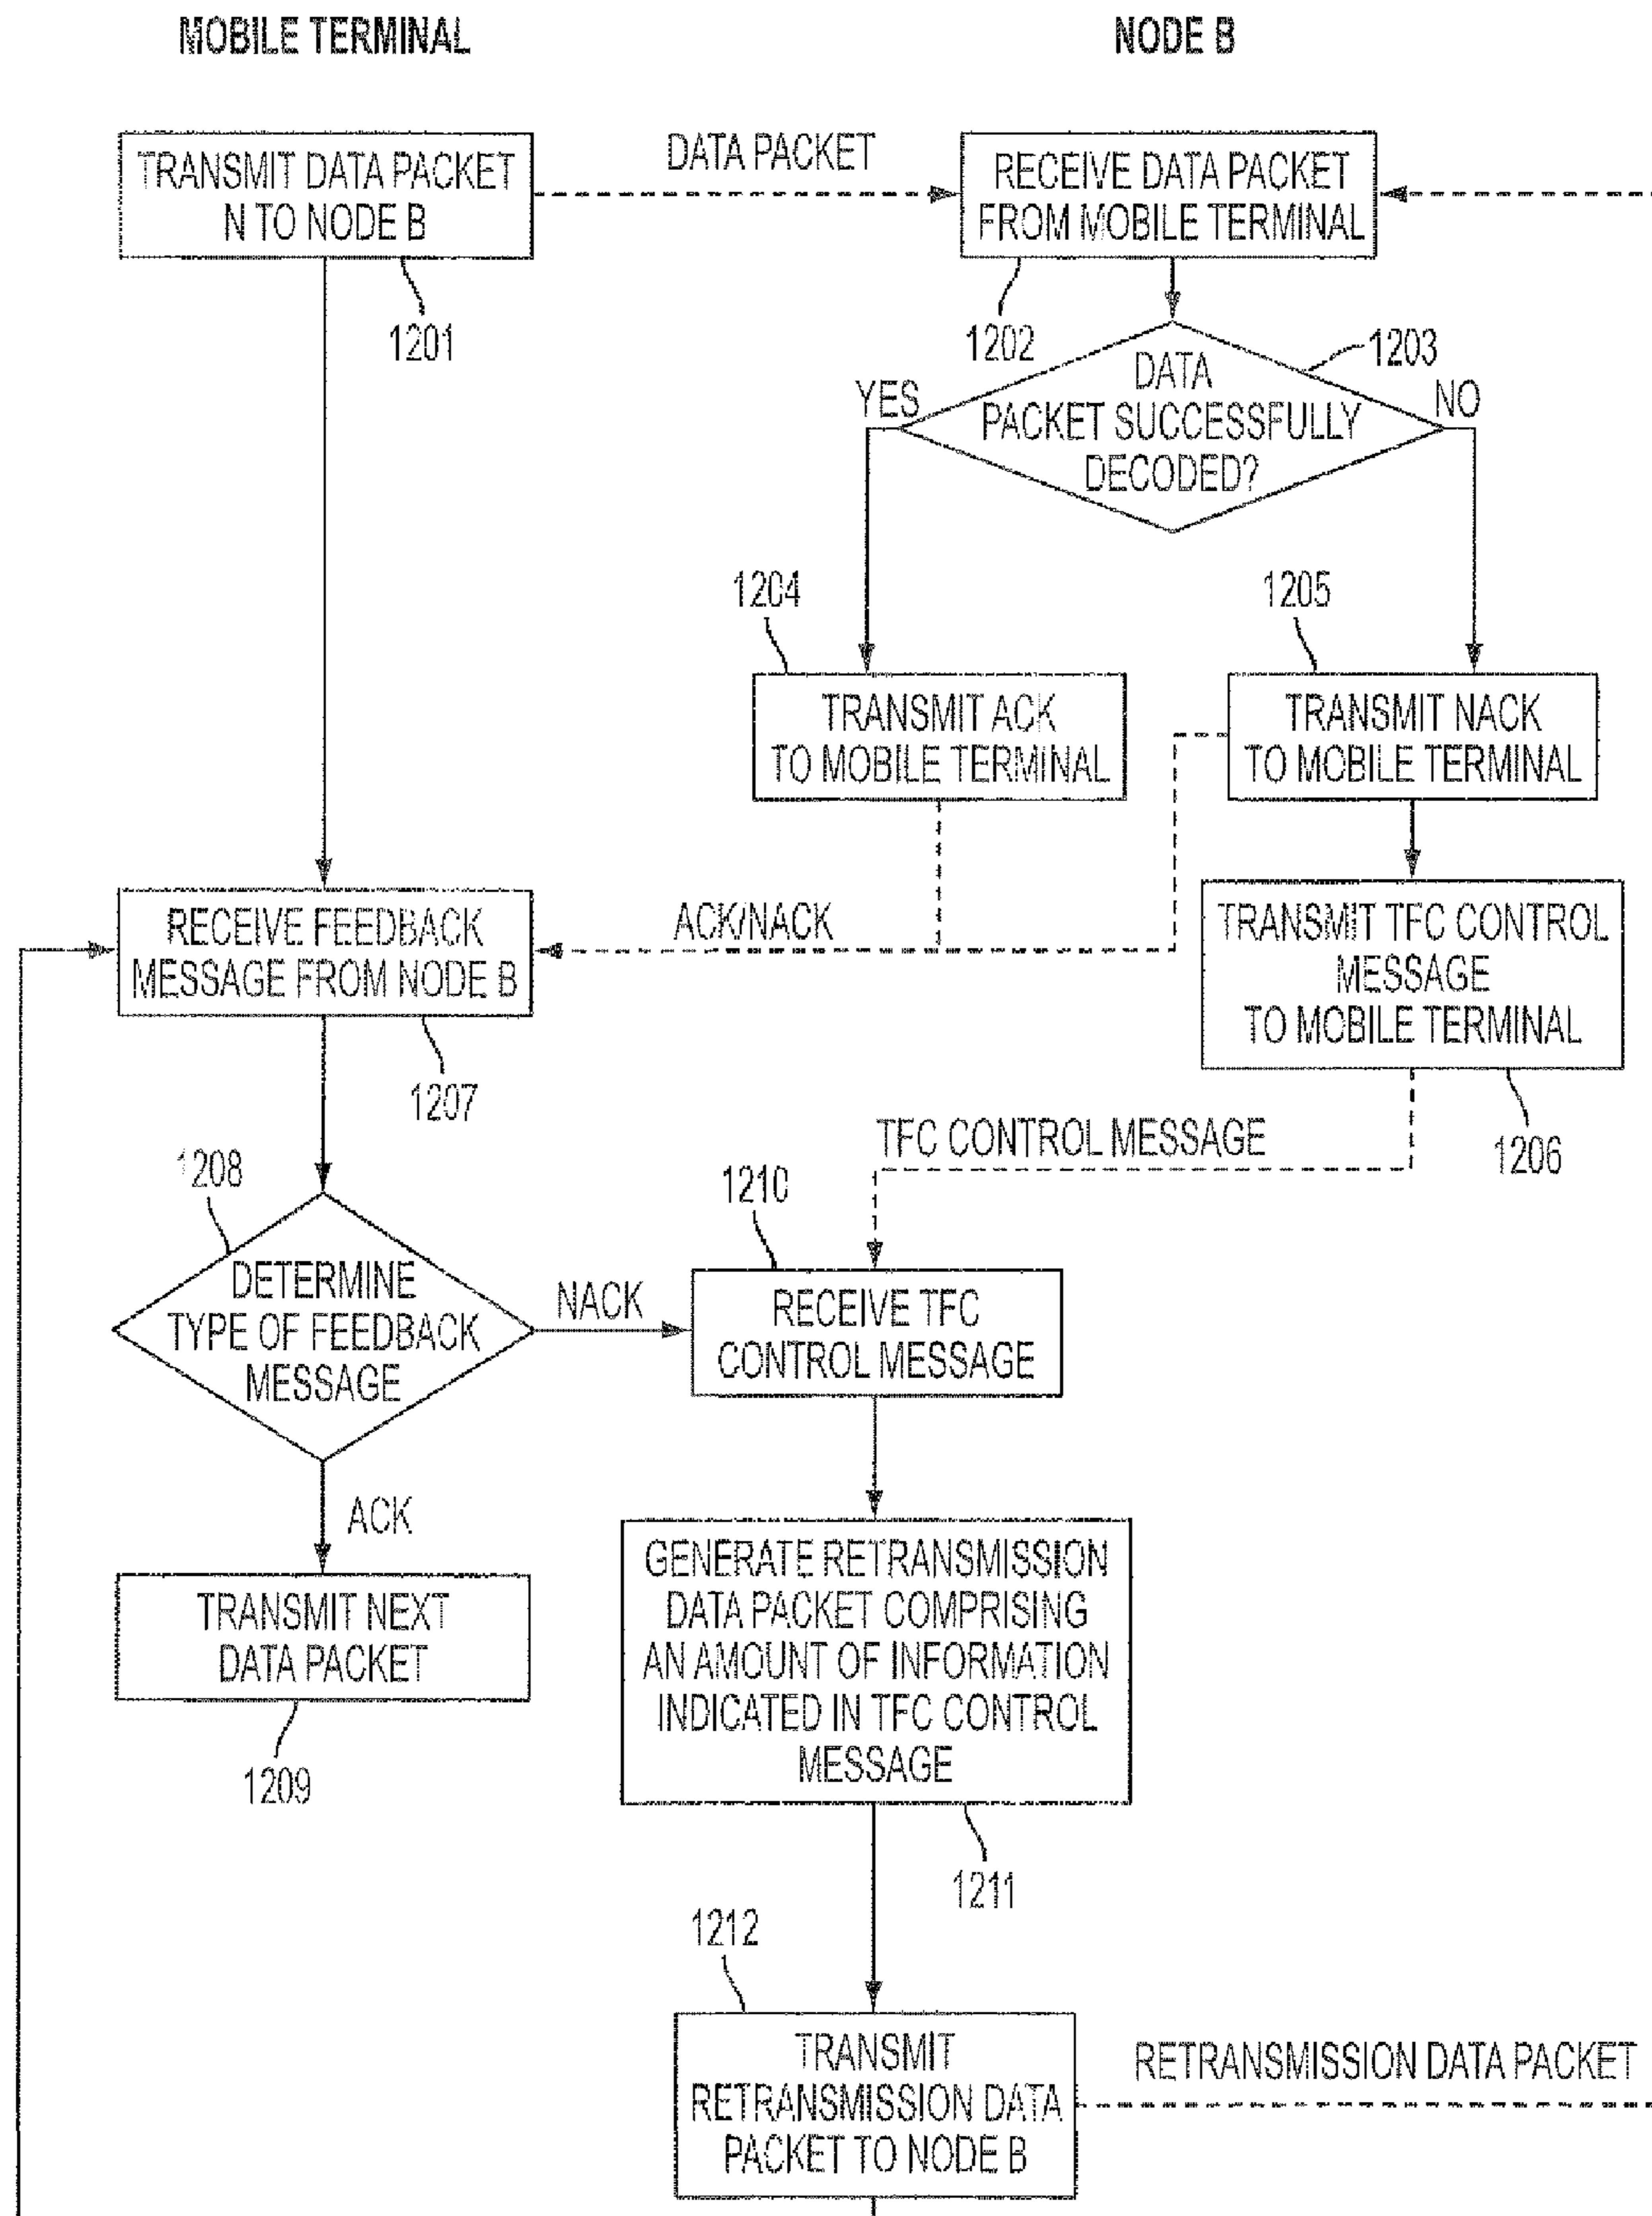 MOBILE TERMINAL
NODE B
TRANSMIT DATA PACKET
N TO NODE B
1201
DATA PACKET
RECEIVE DATA PACKET
FROM MOBILE TERMINAL
1202
1203
DATA
PACKET SUCCESSFULLY
DECODED?
YES
NO
1204
TRANSMIT ACK
TO MOBILE TERMINAL
1205
TRANSMIT NACK
TO MOBILE TERMINAL
ACK/NACK
RECEIVE FEEDBACK
MESSAGE FROM NODE B
1207
TRANSMIT TFC CONTROL
MESSAGE
TO MOBILE TERMINAL
1206
TFC CONTROL MESSAGE
1208
DETERMINE
TYPE OF FEEDBACK
MESSAGE
NACK
1210
RECEIVE TFC
CONTROL MESSAGE
ACK
TRANSMIT NEXT
DATA PACKET
1209
GENERATE RETRANSMISSION
DATA PACKET COMPRISING
AN AMOUNT OF INFORMATION
INDICATED IN TFC CONTROL
MESSAGE
1211
1212
TRANSMIT
RETRANSMISSION DATA
PACKET TO NODE B
RETRANSMISSION DATA PACKET